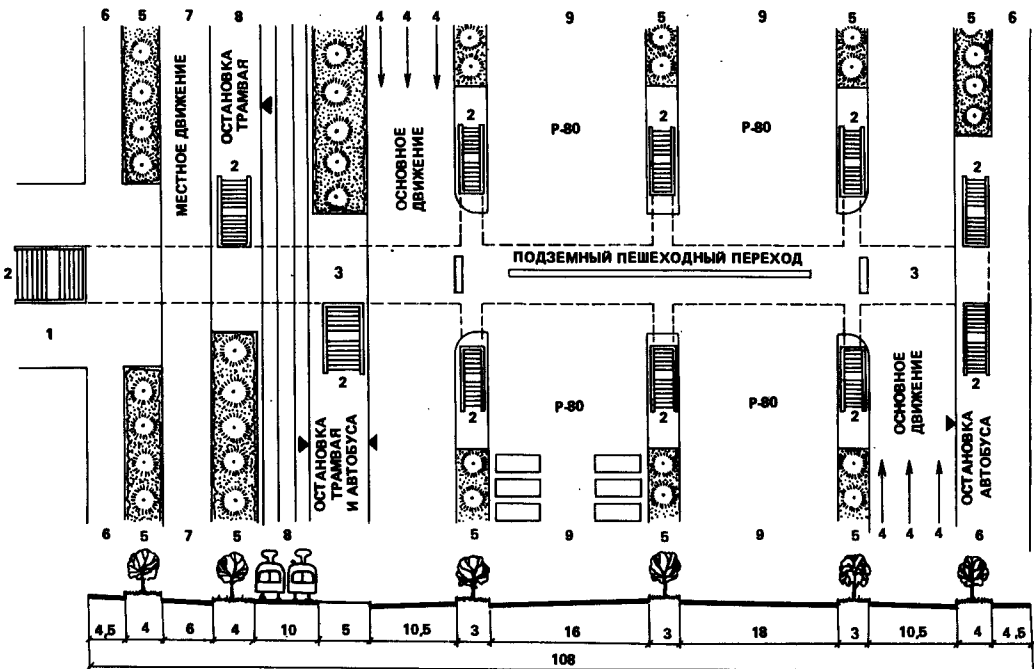 6 5 7 8 5 4 4 4 5 9 5 9 5 5 6
МЕСТНОЕ ДВИЖЕНИЕ
ОСТАНОВКА
ТРАМВАЯ
ОСНОВНОЕ
ДВИЖЕНИЕ
2 2 2 2
Р-80 Р-80
2 2
2 3 ПОДЗЕМНЫЙ ПЕШЕХОДНЫЙ ПЕРЕХОД 3
1
2 2
2 2 2
Р-80 Р-80
ОСТАНОВКА
ТРАМВАЯ
И АВТОБУСА
ОСНОВНОЕ
ДВИЖЕНИЕ
ОСТАНОВКА
АВТОБУСА
6 5 7 5 8 5 9 5 9 5 4 4 4 6
4,5 4 6 4 10 5 10,5 3 16 3 18 3 10,5 4 4,5
108